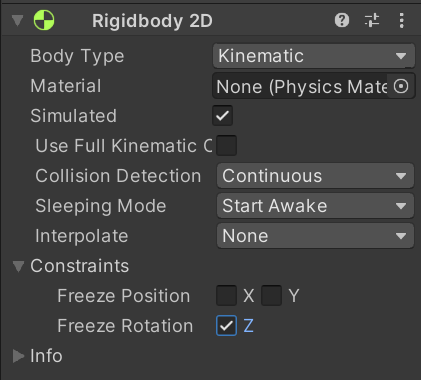 Rigidbody 2D
Body Type Kinematic
Material None (Physics Mate
Simulated
Use Full Kinematic C
Collision Detection Continuous
Sleeping Mode Start Awake
Interpolate None
Constraints
Freeze Position X Y
Freeze Rotation Z
Info